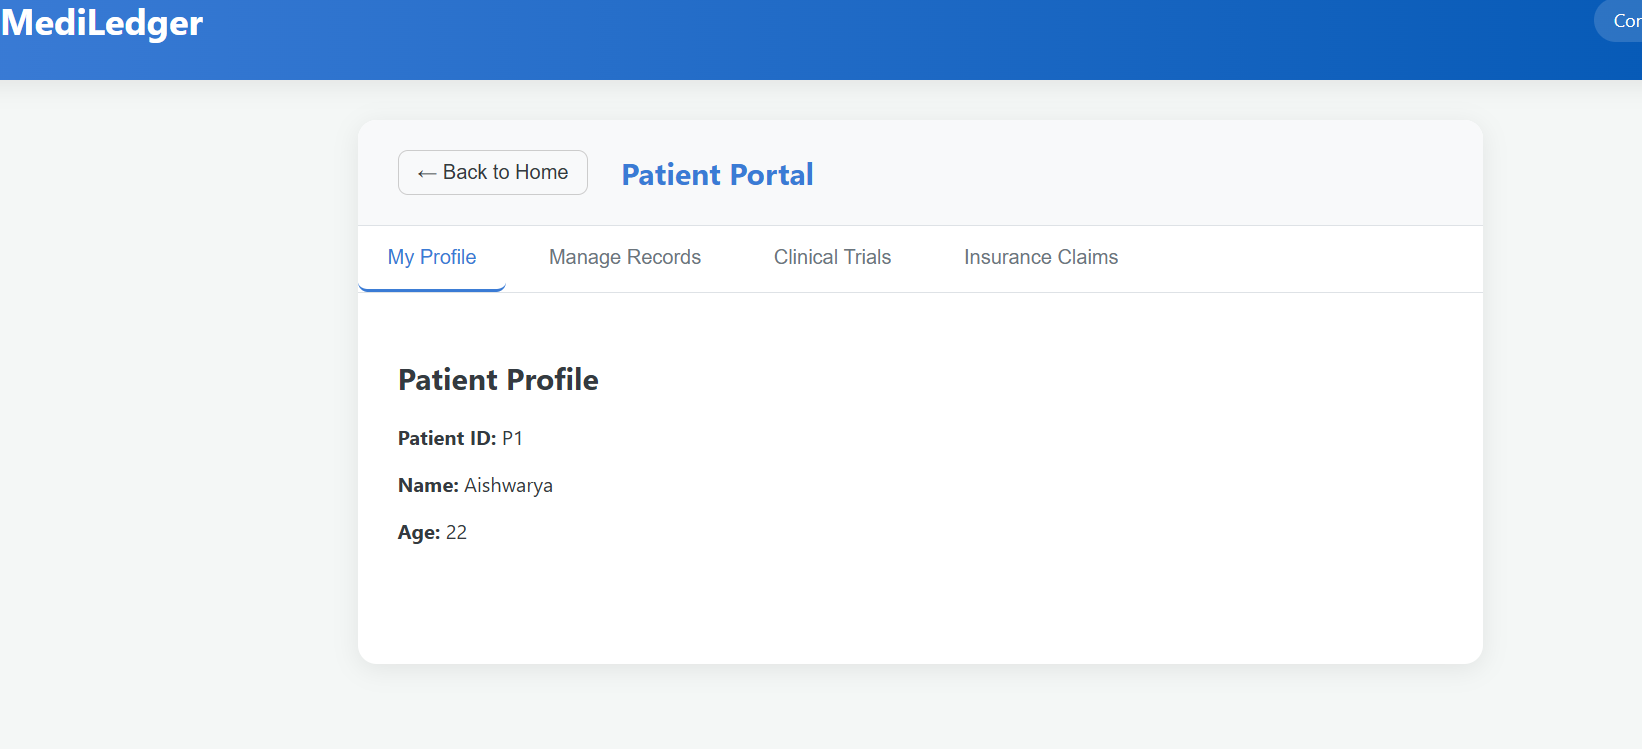 MediLedger
← Back to Home
Patient Portal
My Profile
Manage Records
Clinical Trials
Insurance Claims
Patient Profile
Patient ID: P1
Name: Aishwarya
Age: 22